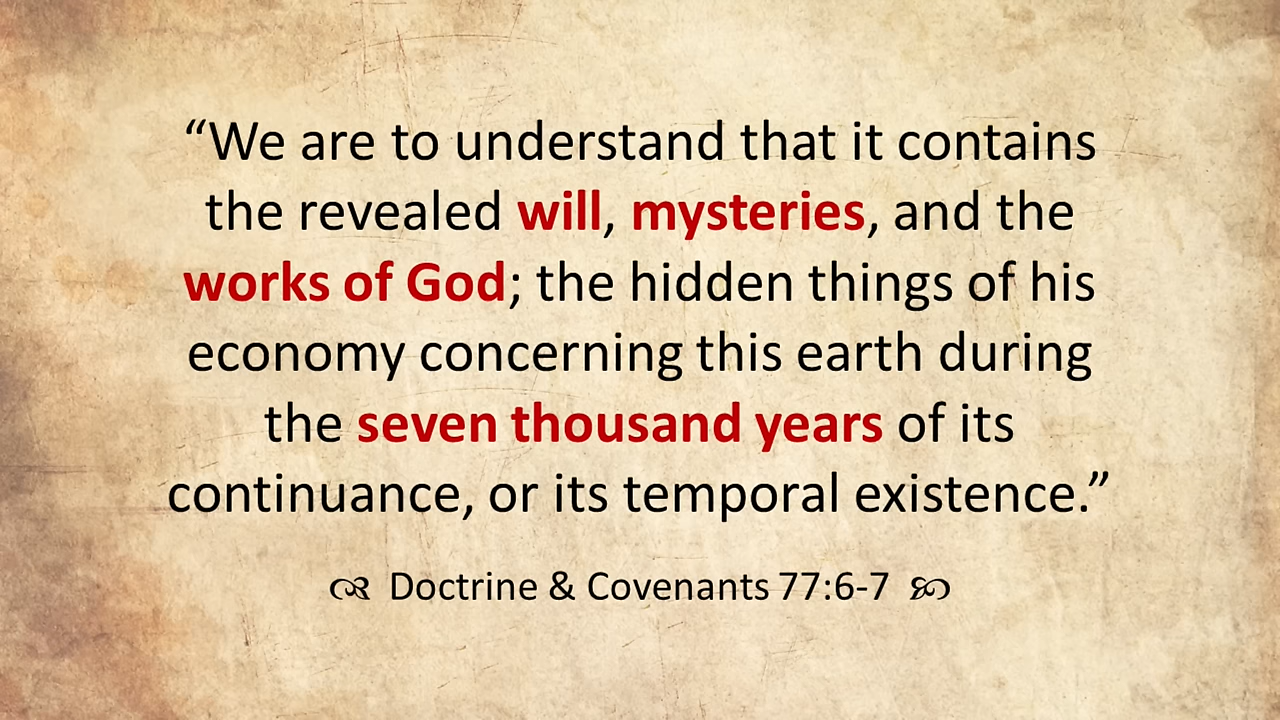 “We are to understand that it contains
the revealed will, mysteries, and the
works of God; the hidden things of his
economy concerning this earth during
the seven thousand years of its
continuance, or its temporal existence.”
Doctrine & Covenants 77:6-7